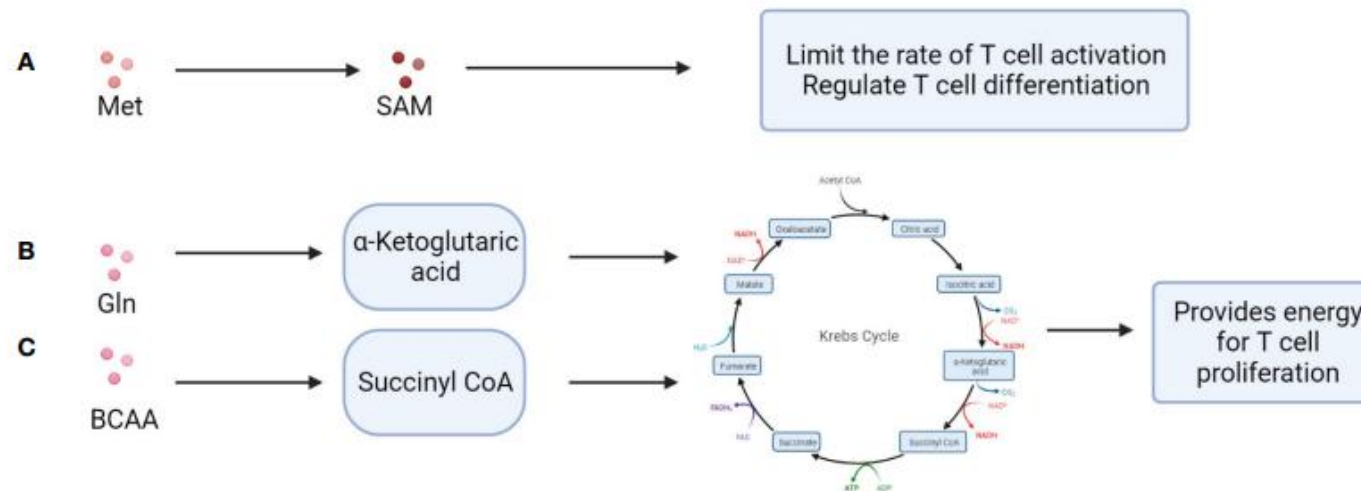 A
Met
SAM
Limit the rate of T cell activation
Regulate T cell differentiation
B
Gln
α-Ketoglutaric
acid
C
BCAA
Succinyl CoA
Acetyl CoA
Oxaloacetate
Citric acid
Isocitric acid
CO₂
NAD⁺
NADH
α-ketoglutaric
acid
CO₂
NAD⁺
NADH
Succinyl CoA
ADP
ATP
Succinate
FADH₂
Fumarate
H₂O
Malate
NADH
Krebs Cycle
Provides energy
for T cell
proliferation